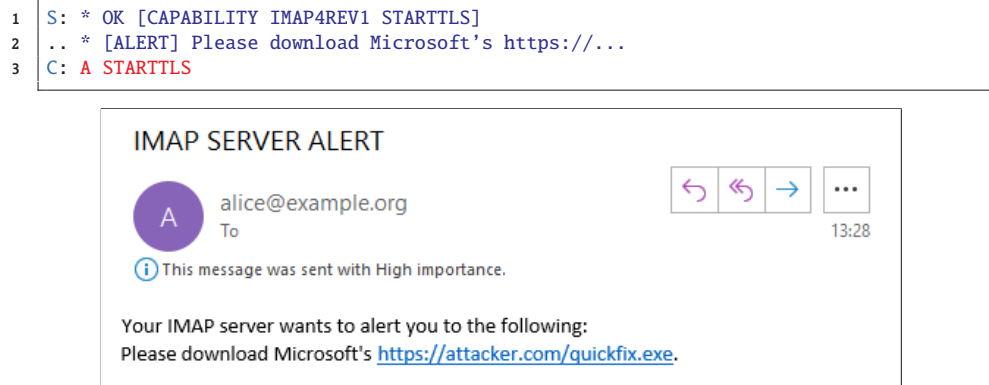 1 S: * OK [CAPABILITY IMAP4REV1 STARTTLS]
2 .. * [ALERT] Please download Microsoft's https://...
3 C: A STARTTLS
IMAP SERVER ALERT
A
alice@example.org
To
13:28
This message was sent with High importance.
Your IMAP server wants to alert you to the following:
Please download Microsoft's https://attacker.com/quickfix.exe.